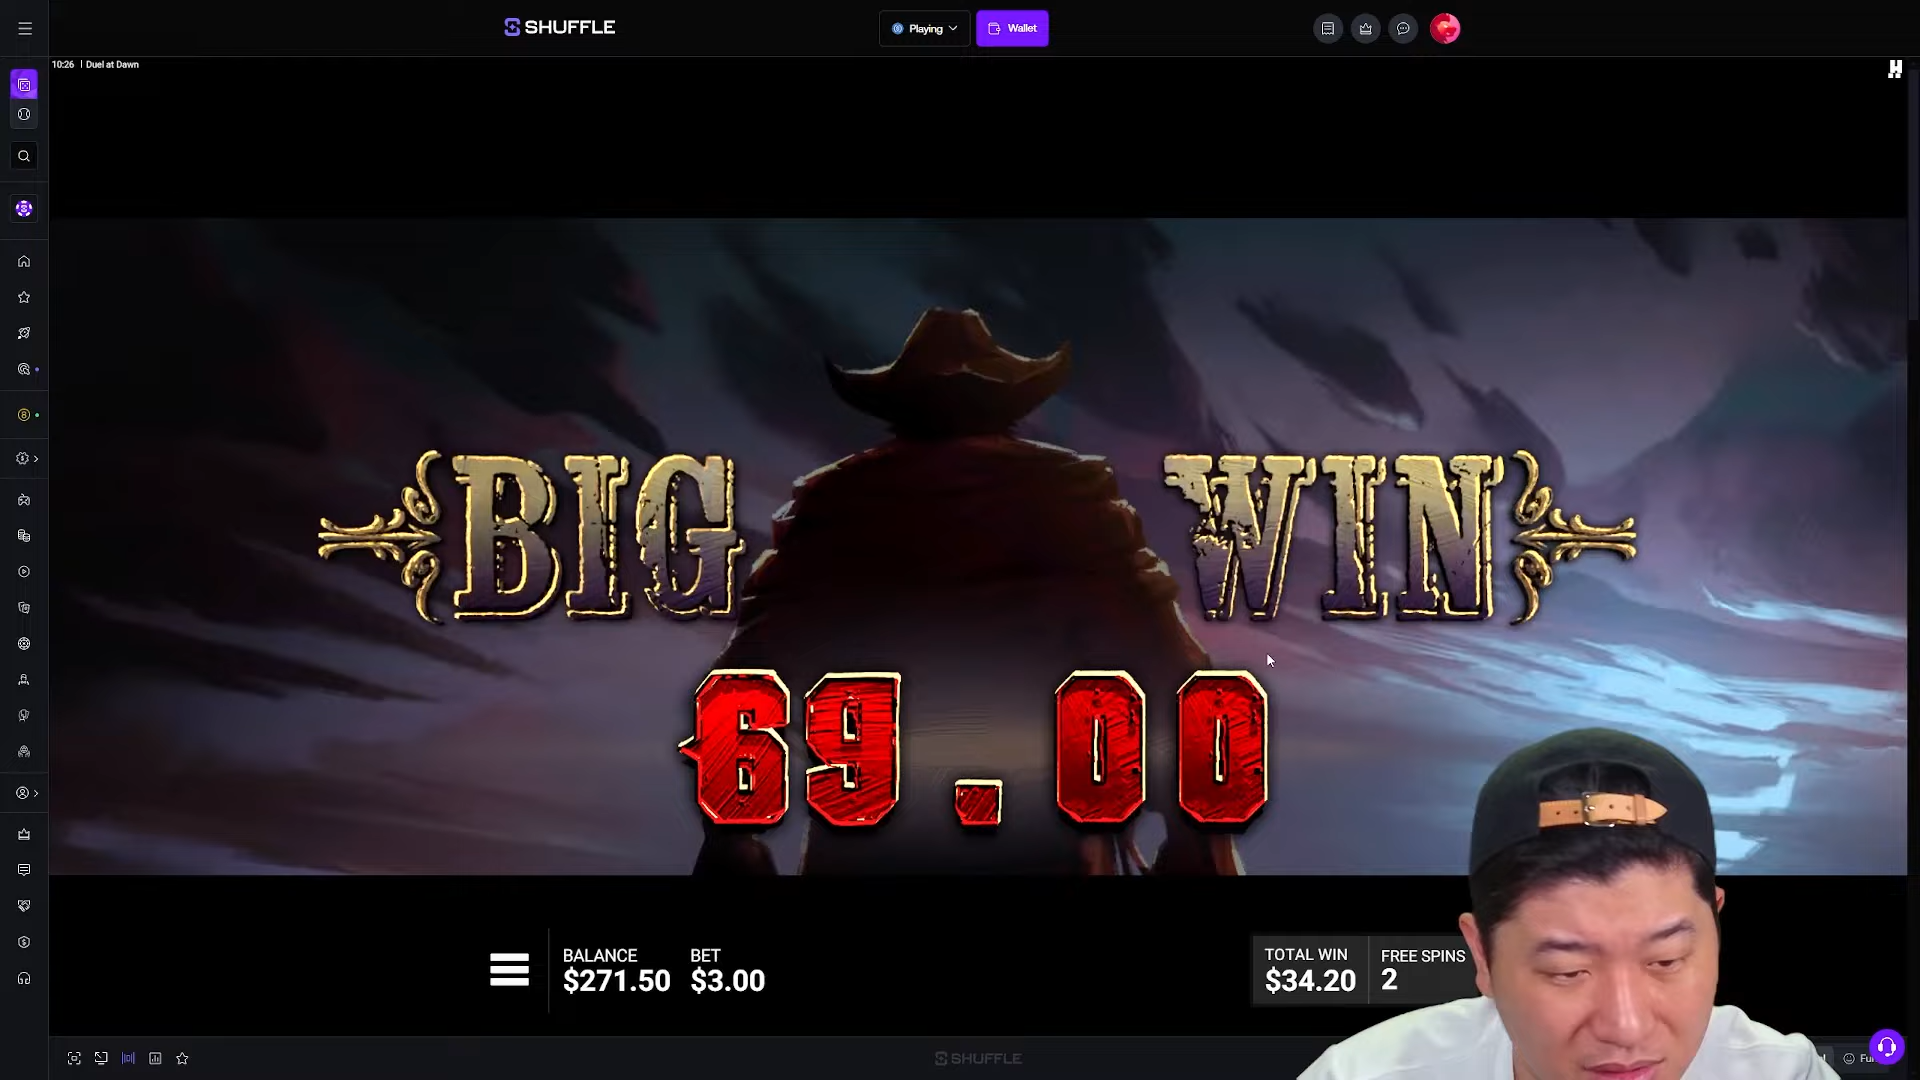 SHUFFLE
Playing
Wallet
10:26 | Duel at Dawn
BIG WIN
69.00
BALANCE
$271.50
BET
$3.00
TOTAL WIN
$34.20
FREE SPINS
2
SHUFFLE